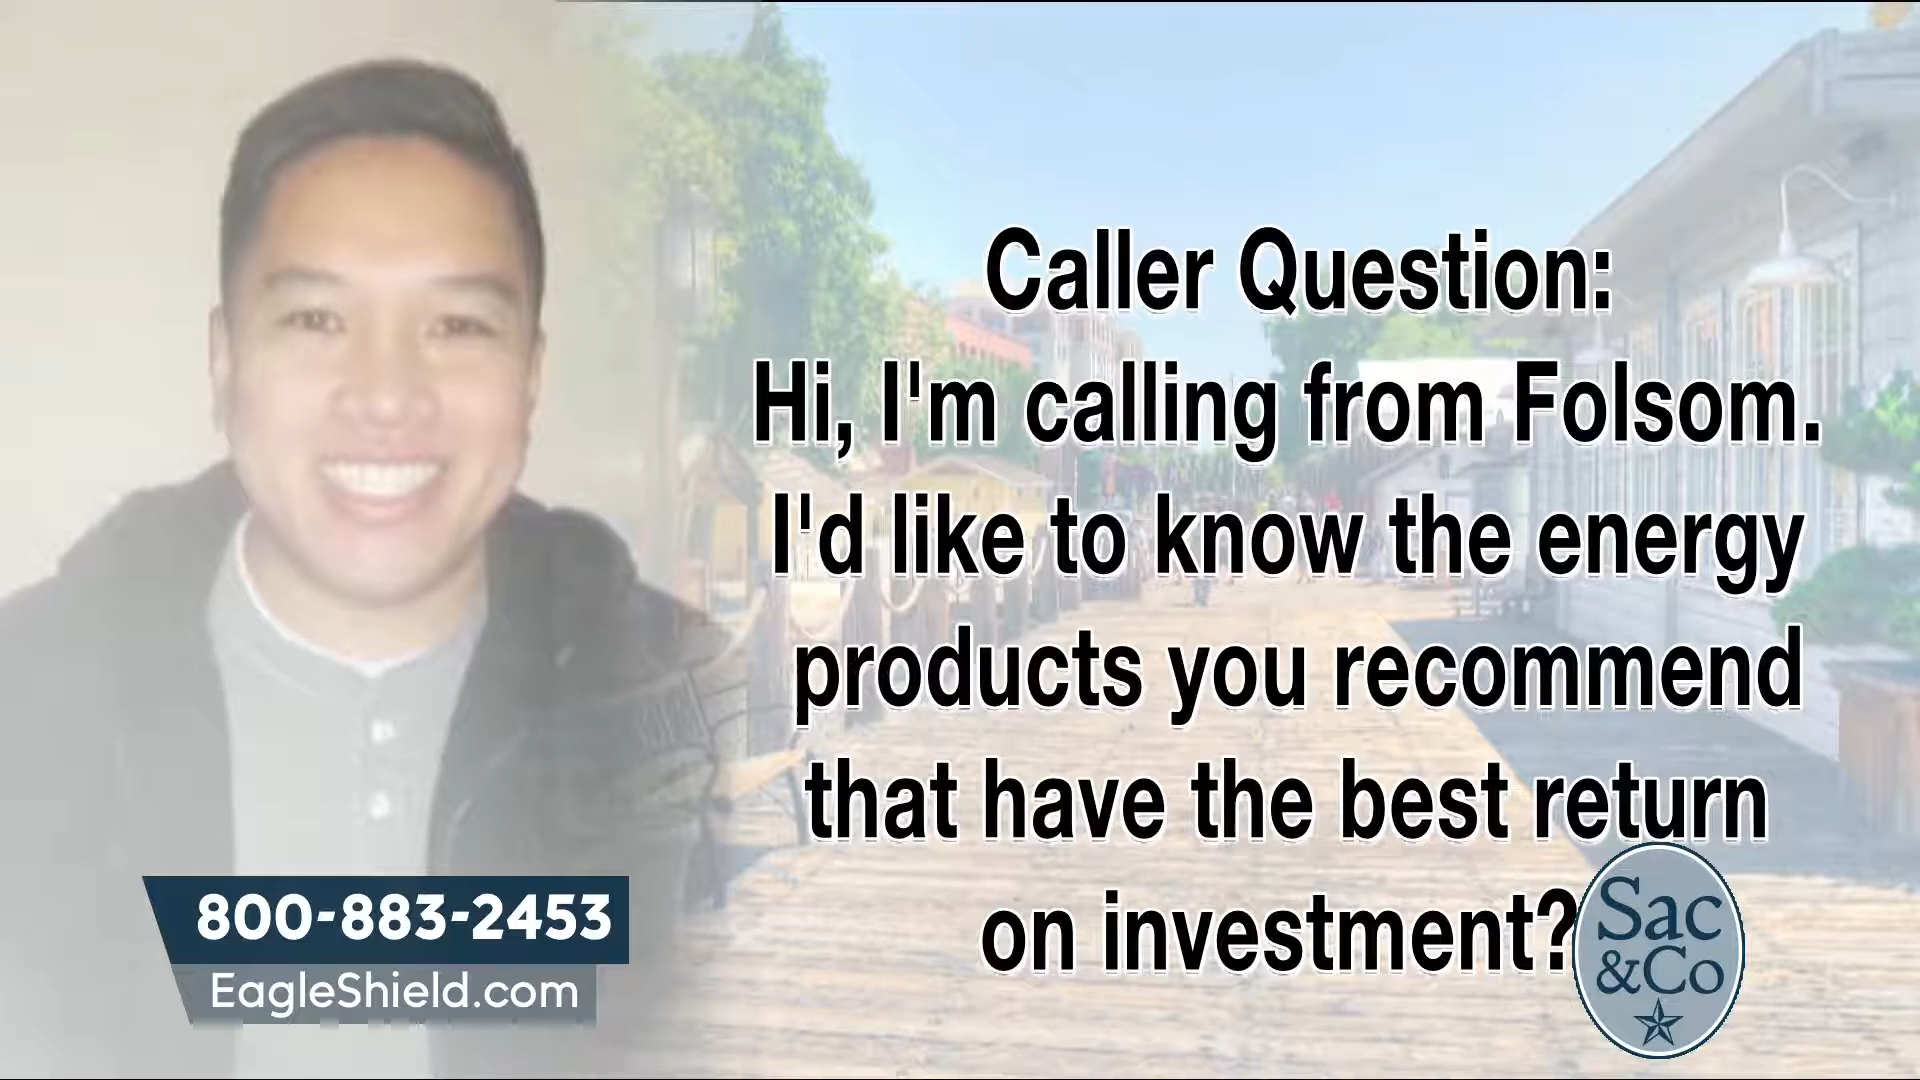 Caller Question:
Hi, I'm calling from Folsom.
I'd like to know the energy
products you recommend
that have the best return
on investment?
800-883-2453
EagleShield.com
Sac
&Co